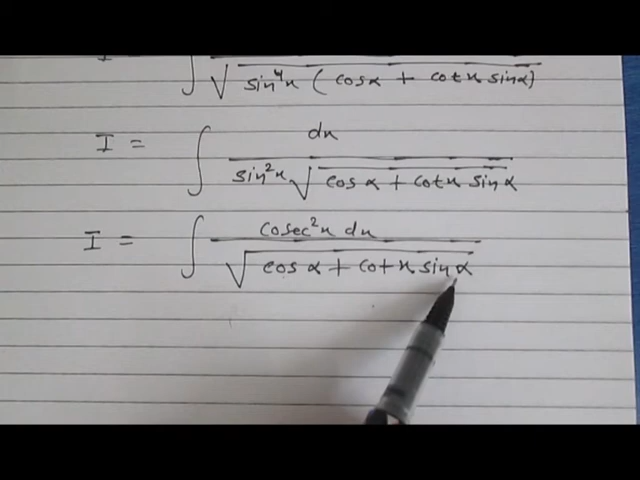 I ∫ √ sin⁴x (cosα + cotx sinα)
I = ∫ dx / sin²x √ cosα + cotx sinα
I = ∫ cosec²x dx / √ cosα + cotx sinα